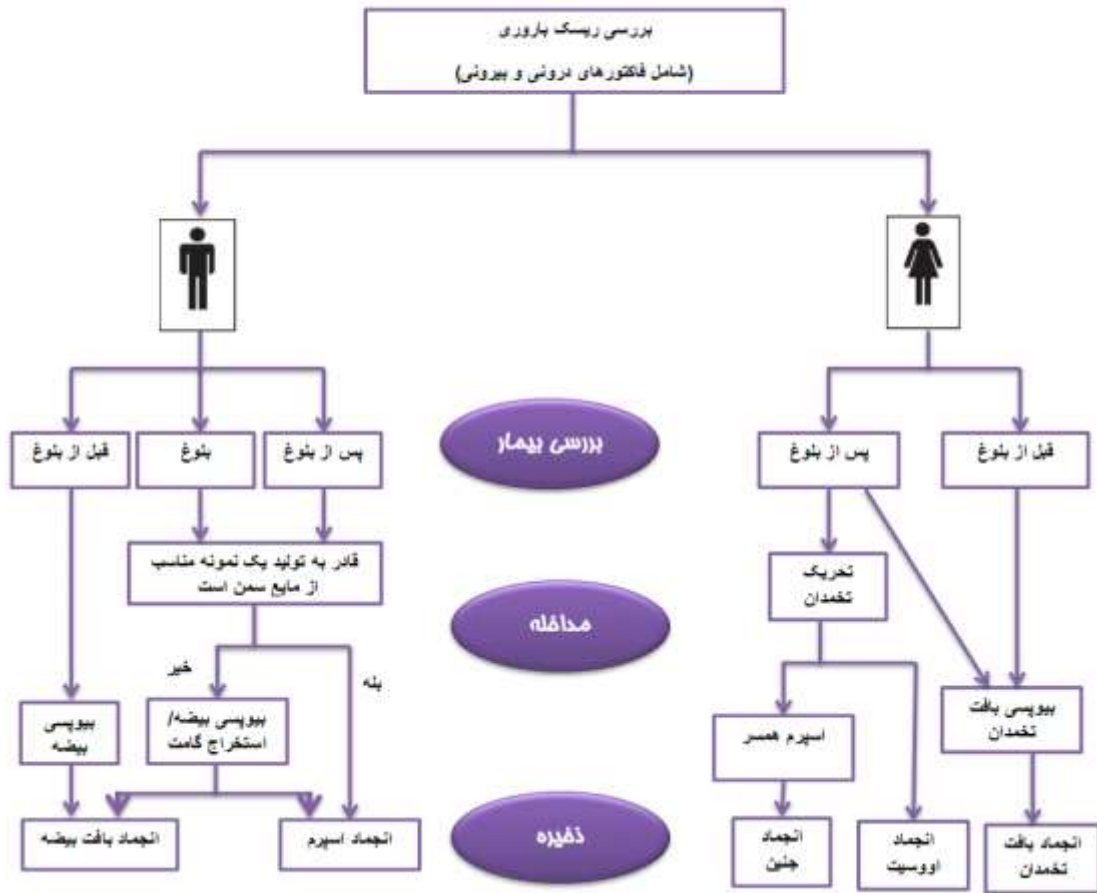 بررسی ریسک باروری
(شامل فاکتورهای درونی و بیرونی)
قبل از بلوغ
پس از بلوغ
بررسی بیمار
پس از بلوغ
بلوغ
قبل از بلوغ
تحریک
تخمدان
قادر به تولید یک نمونه مناسب
از مایع سمن است
مداخله
بله
خیر
بیوپسی بافت
تخمدان
اسپرم همسر
بیوپسی بیضه/
استخراج گامت
بیوپسی
بیضه
انجماد بافت
تخمدان
انجماد
اووسیت
انجماد
جنین
ذخیره
انجماد اسپرم
انجماد بافت بیضه